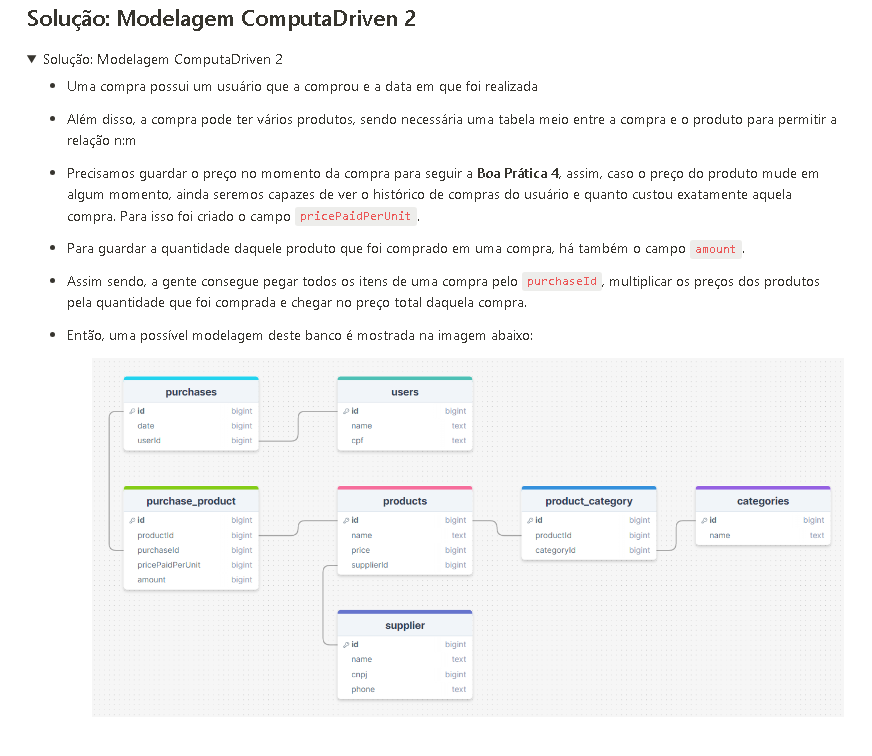 Solução: Modelagem ComputaDriven 2
Solução: Modelagem ComputaDriven 2
Uma compra possui um usuário que a comprou e a data em que foi realizada
Além disso, a compra pode ter vários produtos, sendo necessária uma tabela meio entre a compra e o produto para permitir a
relação n:m
Precisamos guardar o preço no momento da compra para seguir a Boa Prática 4, assim, caso o preço do produto mude em
algum momento, ainda seremos capazes de ver o histórico de compras do usuário e quanto custou exatamente aquela
compra. Para isso foi criado o campo pricePaidPerUnit.
Para guardar a quantidade daquele produto que foi comprado em uma compra, há também o campo amount.
Assim sendo, a gente consegue pegar todos os itens de uma compra pelo purchaseId, multiplicar os preços dos produtos
pela quantidade que foi comprada e chegar no preço total daquela compra.
Então, uma possível modelagem deste banco é mostrada na imagem abaixo:
purchases
id bigint
date bigint
userId bigint
users
id bigint
name text
cpf text
purchase_product
id bigint
productId bigint
purchaseId bigint
pricePaidPerUnit bigint
amount bigint
products
id bigint
name text
price bigint
supplierId bigint
product_category
id bigint
productId bigint
categoryId bigint
categories
id bigint
name text
supplier
id bigint
name text
cnpj bigint
phone text